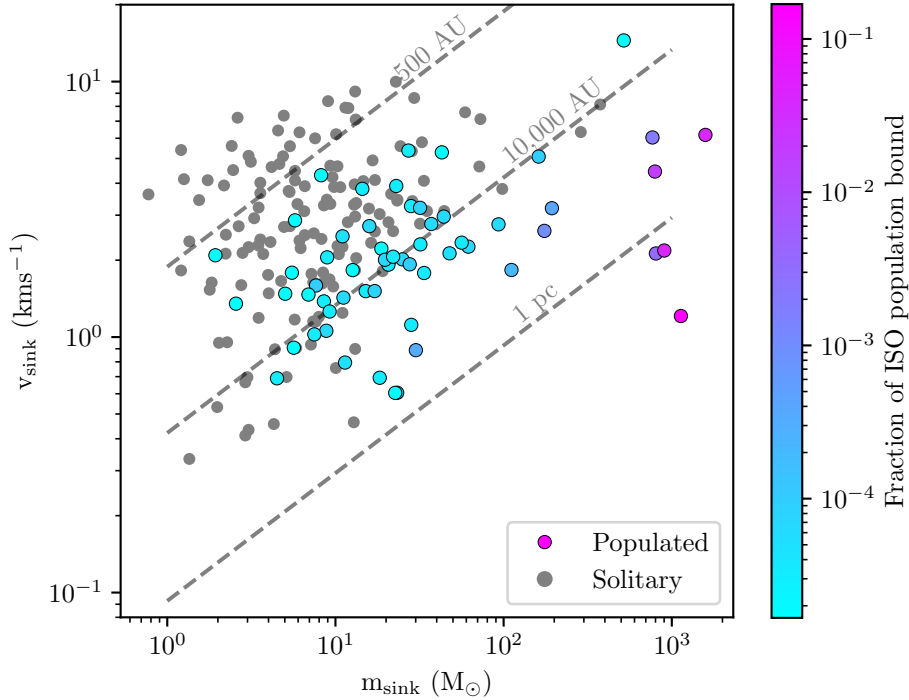 500 AU
10,000 AU
1 pc
10¹
10⁰
10⁻¹
v_sink (kms⁻¹)
10⁰
10¹
10²
10³
m_sink (M⊙)
Populated
Solitary
10⁻¹
10⁻²
10⁻³
10⁻⁴
Fraction of ISO population bound